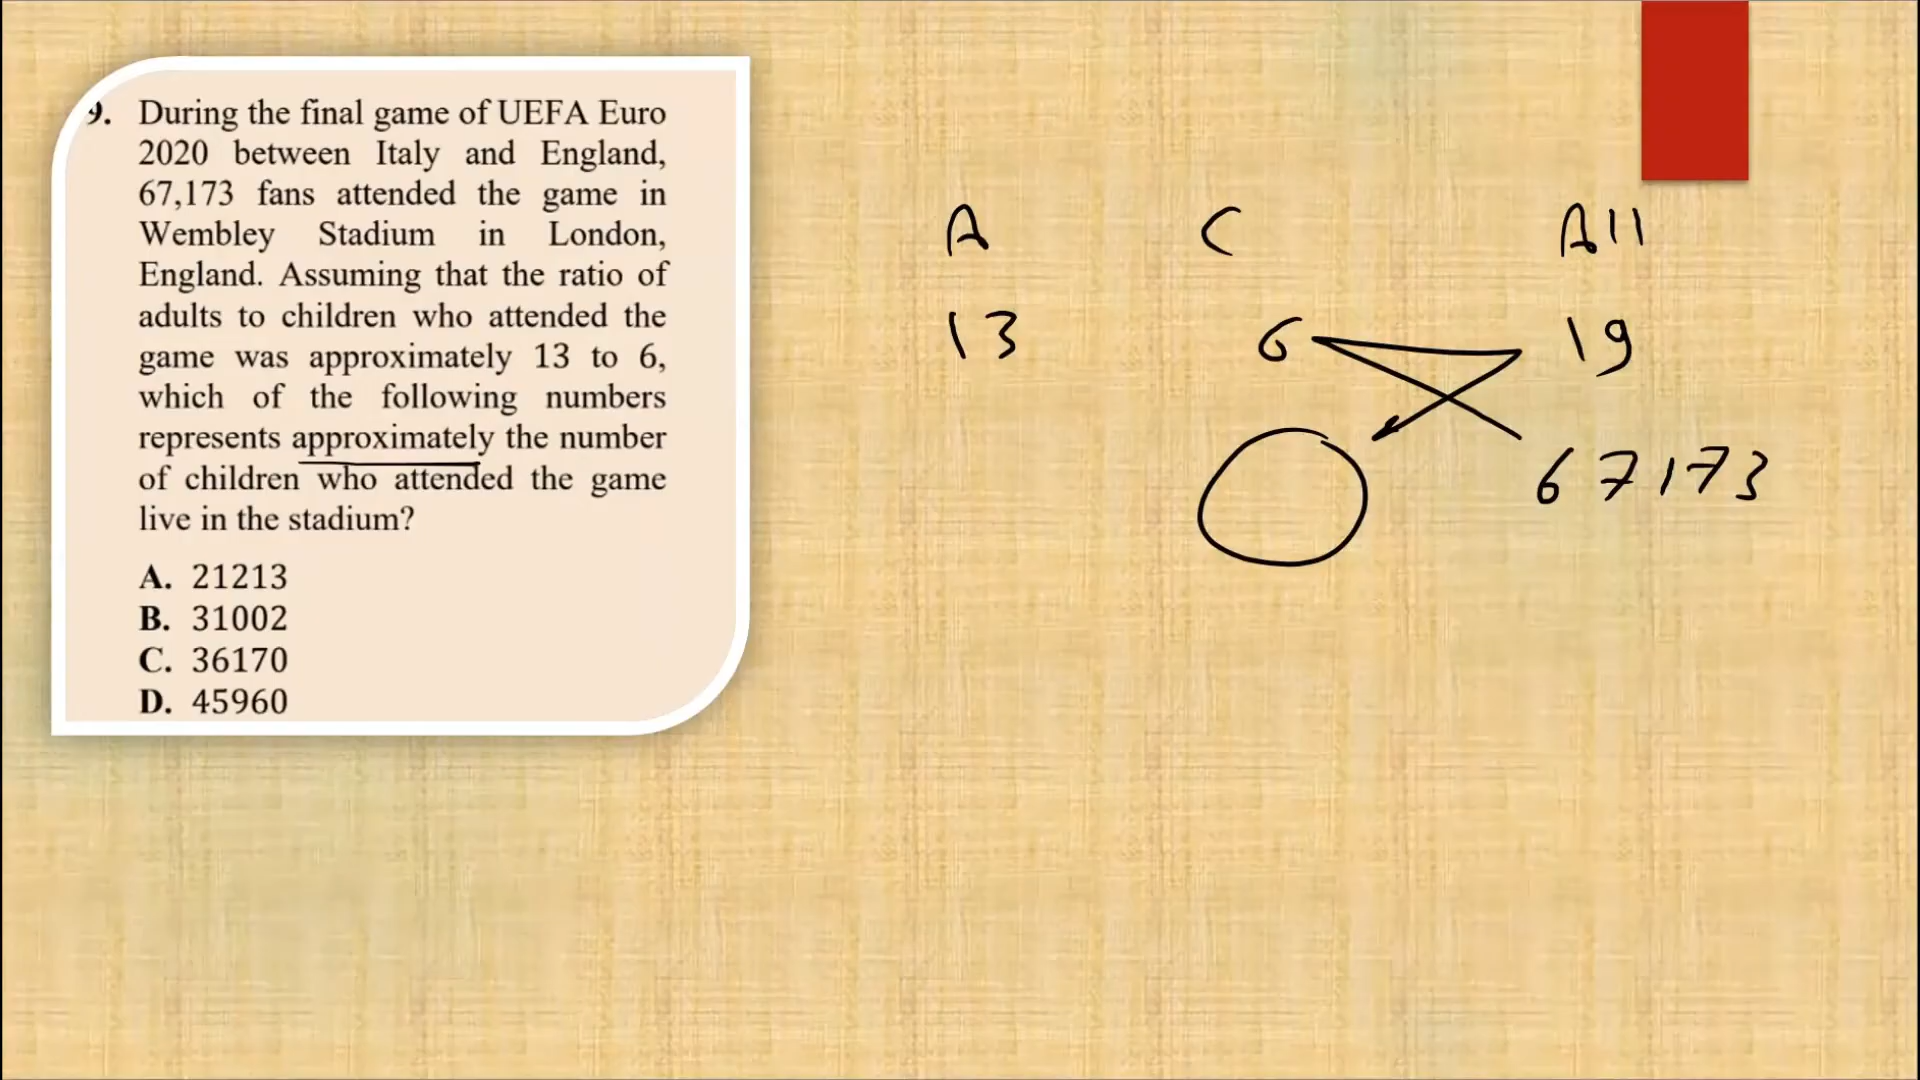 9. During the final game of UEFA Euro
2020 between Italy and England,
67,173 fans attended the game in
Wembley Stadium in London,
England. Assuming that the ratio of
adults to children who attended the
game was approximately 13 to 6,
which of the following numbers
represents approximately the number
of children who attended the game
live in the stadium?
A. 21213
B. 31002
C. 36170
D. 45960
A C All
13 6 19
67173